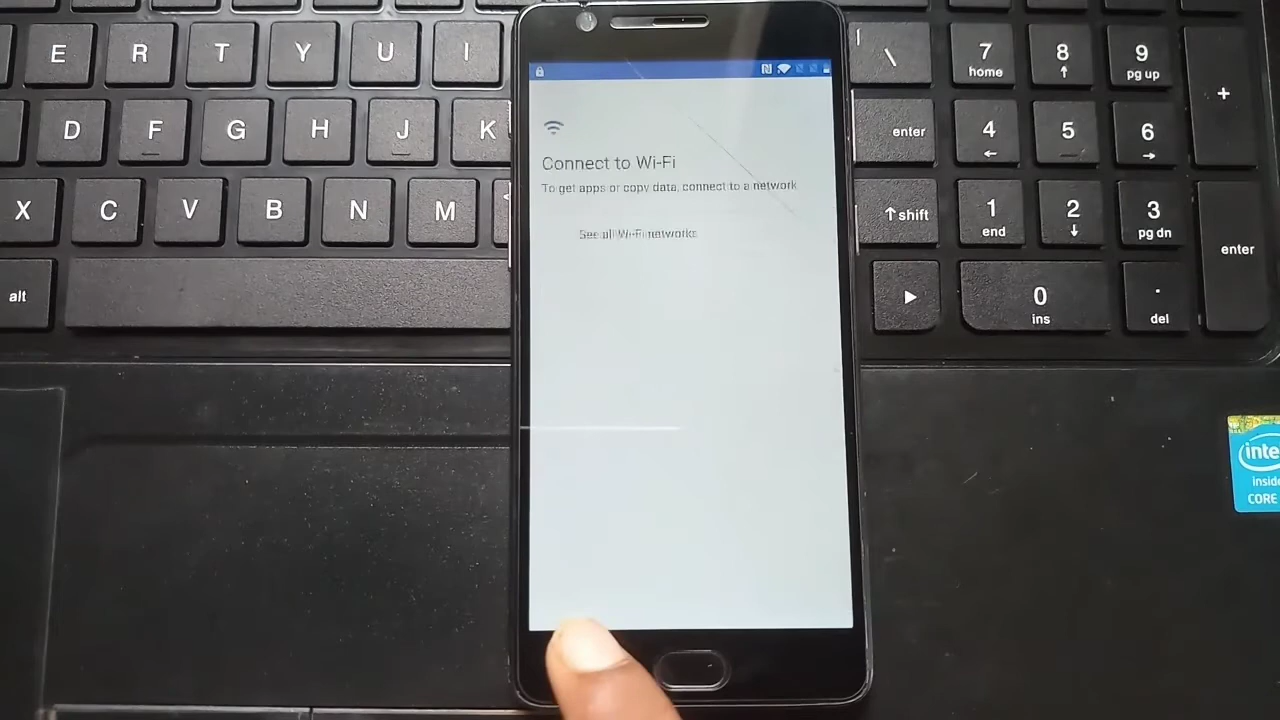 E R T Y U I \ 7 8 9
home ↑ pg up
+
D F G H J K enter 4 5 6
← →
X C V B N M ↑shift 1 2 3
end ↓ pg dn
enter
alt 0 .
ins del
Connect to Wi-Fi
To get apps or copy data, connect to a network
See all Wi-Fi networks
inte
inside
CORE